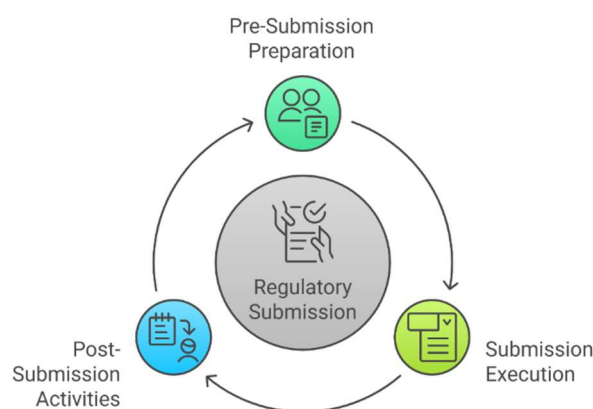 Pre-Submission
Preparation
Regulatory
Submission
Submission
Execution
Post-
Submission
Activities